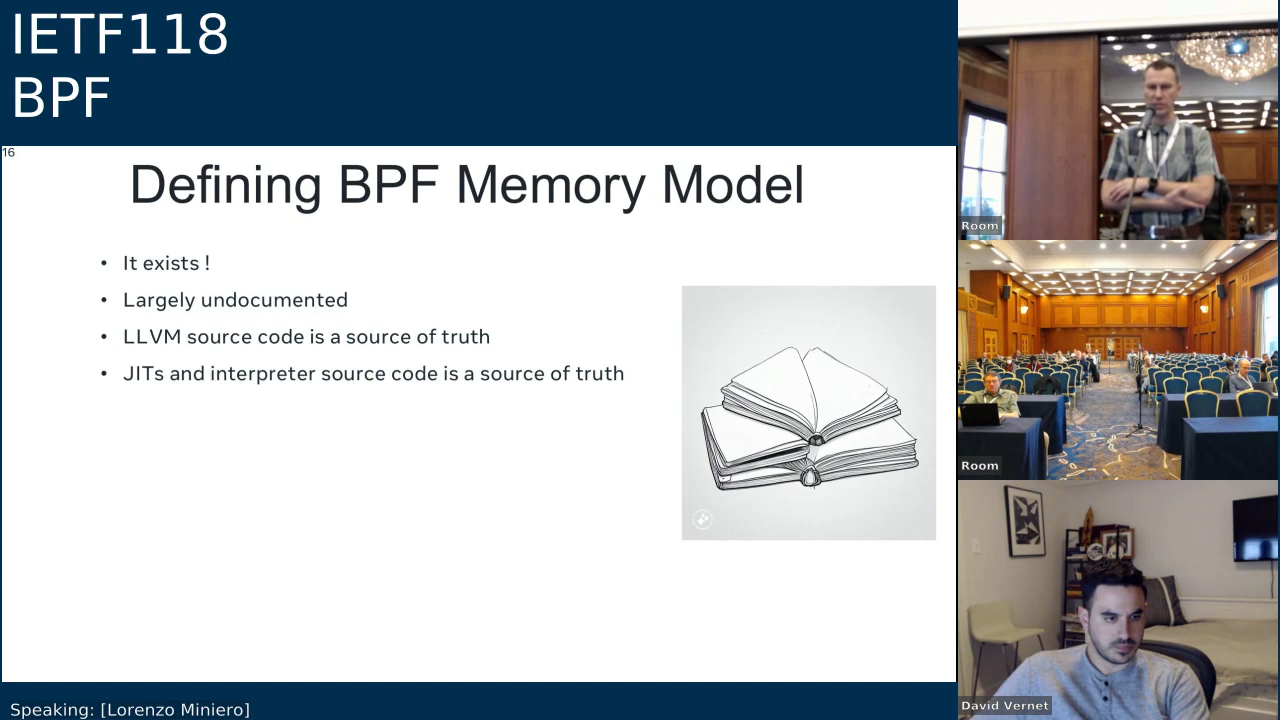 IETF118
BPF
16
Defining BPF Memory Model
• It exists !
• Largely undocumented
• LLVM source code is a source of truth
• JITs and interpreter source code is a source of truth
Room
Room
David Vernet
Speaking: [Lorenzo Miniero]